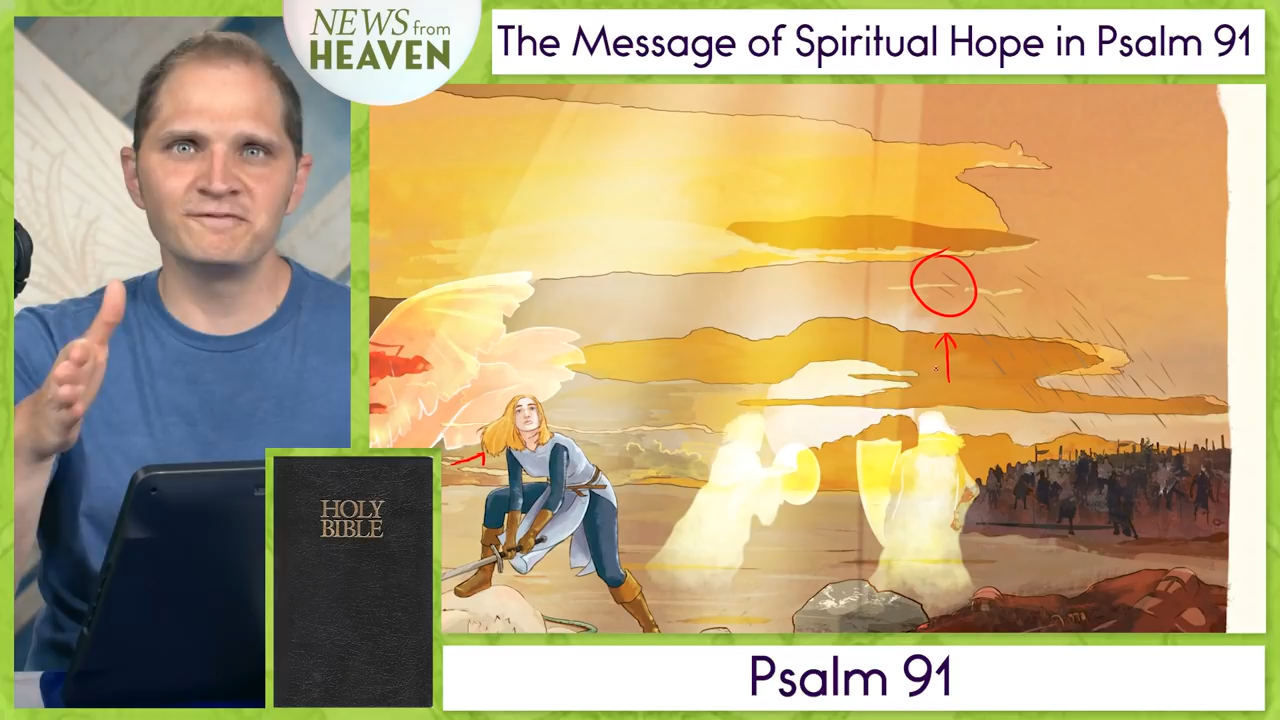 NEWS from
HEAVEN
The Message of Spiritual Hope in Psalm 91
HOLY
BIBLE
Psalm 91